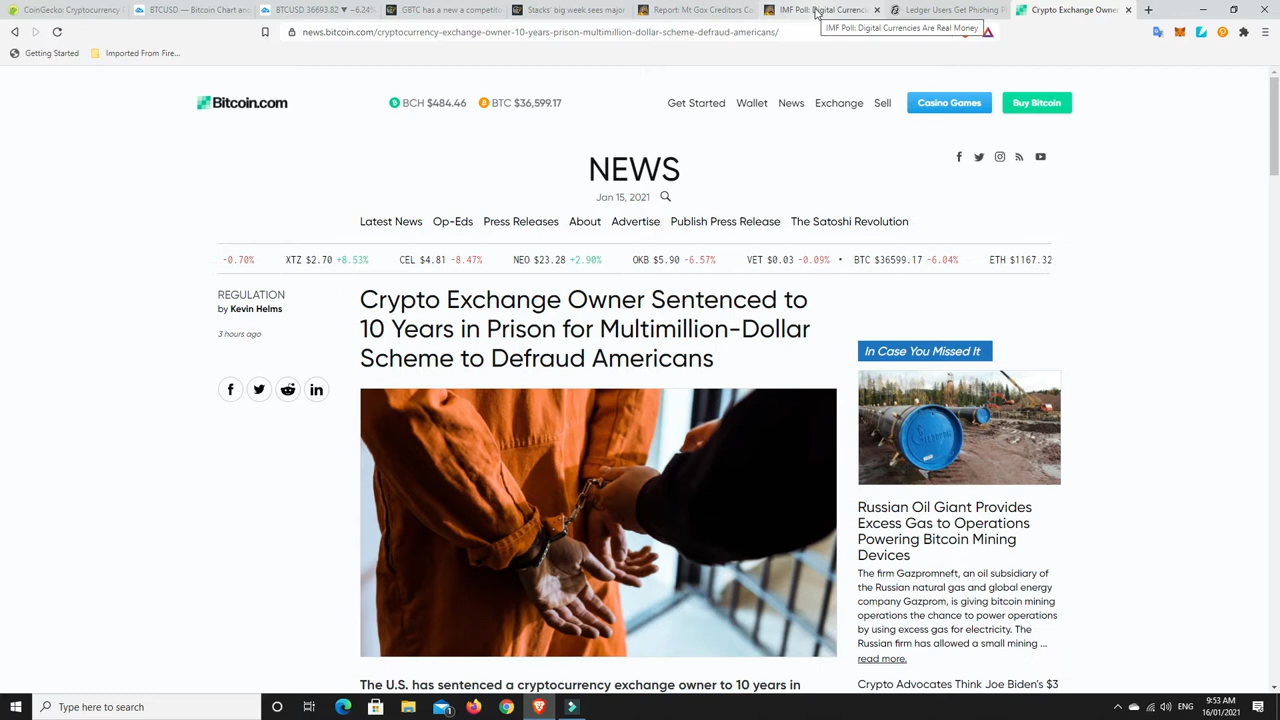 CoinGecko: Cryptocurrency P
BTCUSD — Bitcoin Chart and
BTCUSD 36693.82 ▼ −6.24%
GBTC has a new competito
Stacks' big week sees major
Report: Mt Gox Creditors Co
IMF Poll: Digital Currenc
Ledger Users Get Phishing
Crypto Exchange Owner Sen
IMF Poll: Digital Currencies Are Real Money
news.bitcoin.com/cryptocurrency-exchange-owner-10-years-prison-multimillion-dollar-scheme-defraud-americans/
Getting Started
Imported From Fire...
Bitcoin.com
BCH $484.46
BTC $36,599.17
Get Started
Wallet
News
Exchange
Sell
Casino Games
Buy Bitcoin
NEWS
Jan 15, 2021
Latest News
Op-Eds
Press Releases
About
Advertise
Publish Press Release
The Satoshi Revolution
-0.70%
XTZ $2.70 +8.53%
CEL $4.81 -8.47%
NEO $23.28 +2.90%
OKB $5.90 -6.57%
VET $0.03 -0.09%
BTC $36599.17 -6.04%
ETH $1167.32
REGULATION
by Kevin Helms
3 hours ago
Crypto Exchange Owner Sentenced to
10 Years in Prison for Multimillion-Dollar
Scheme to Defraud Americans
The U.S. has sentenced a cryptocurrency exchange owner to 10 years in
In Case You Missed It
Russian Oil Giant Provides
Excess Gas to Operations
Powering Bitcoin Mining
Devices
The firm Gazpromneft, an oil subsidiary of
the Russian natural gas and global energy
company Gazprom, is giving bitcoin mining
operations the chance to power operations
by using excess gas for electricity. The
Russian firm has allowed a small mining ...
read more.
Crypto Advocates Think Joe Biden's $3
Type here to search
ENG
9:53 AM
16/01/2021